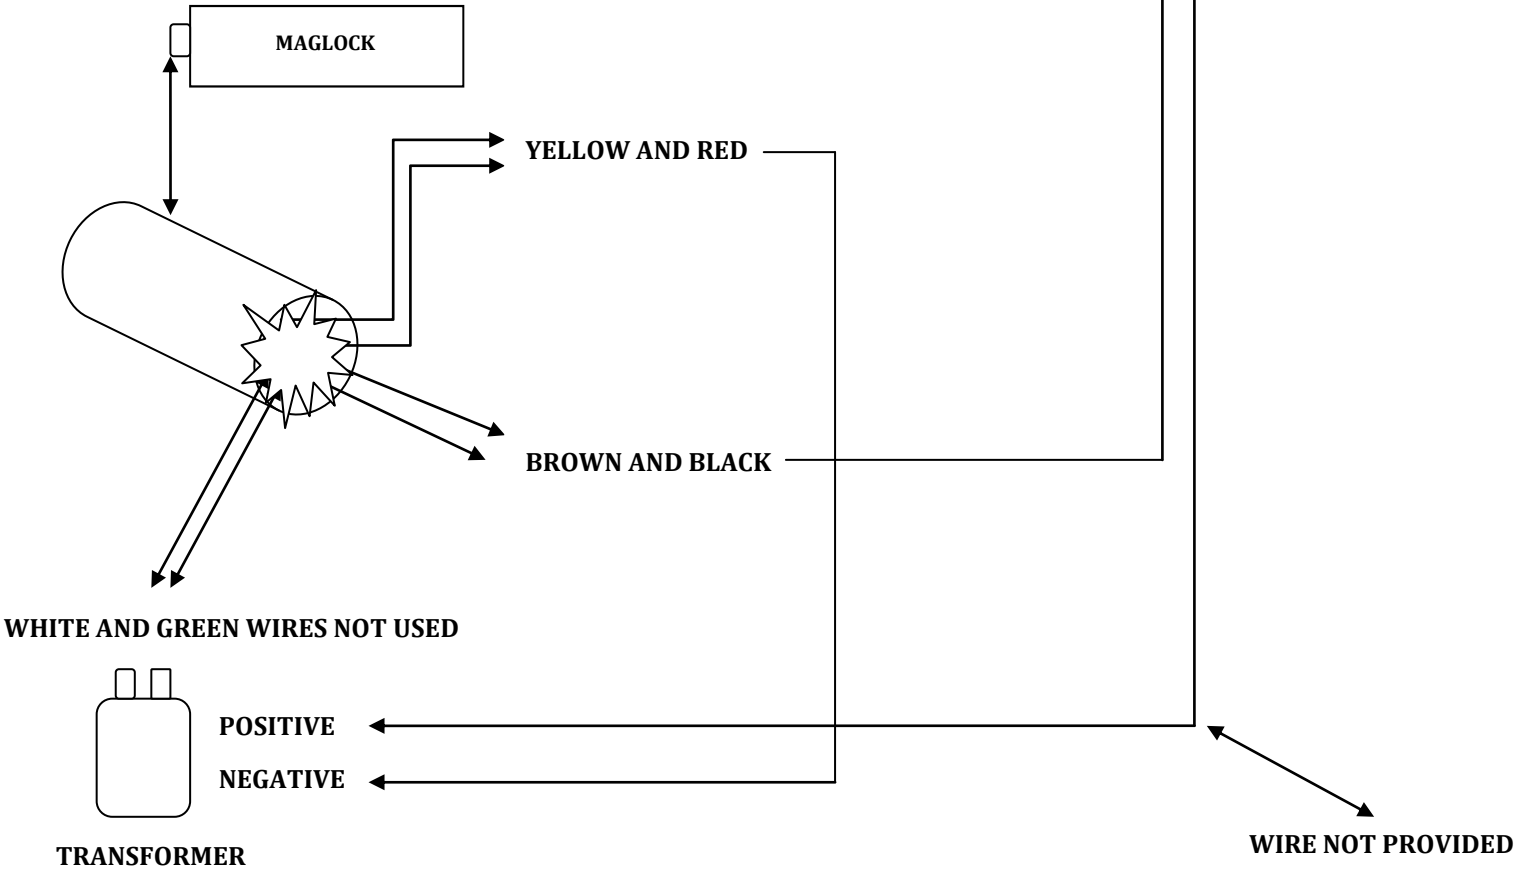 MAGLOCK
YELLOW AND RED
BROWN AND BLACK
WHITE AND GREEN WIRES NOT USED
POSITIVE
NEGATIVE
WIRE NOT PROVIDED
TRANSFORMER